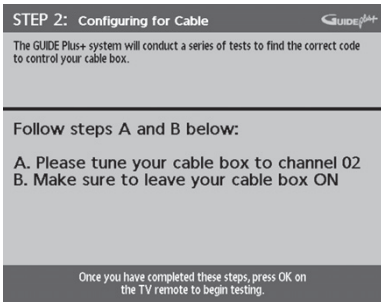 STEP 2: Configuring for Cable GUIDEPlus+
The GUIDE Plus+ system will conduct a series of tests to find the correct code
to control your cable box.
Follow steps A and B below:
A. Please tune your cable box to channel 02
B. Make sure to leave your cable box ON
Once you have completed these steps, press OK on
the TV remote to begin testing.